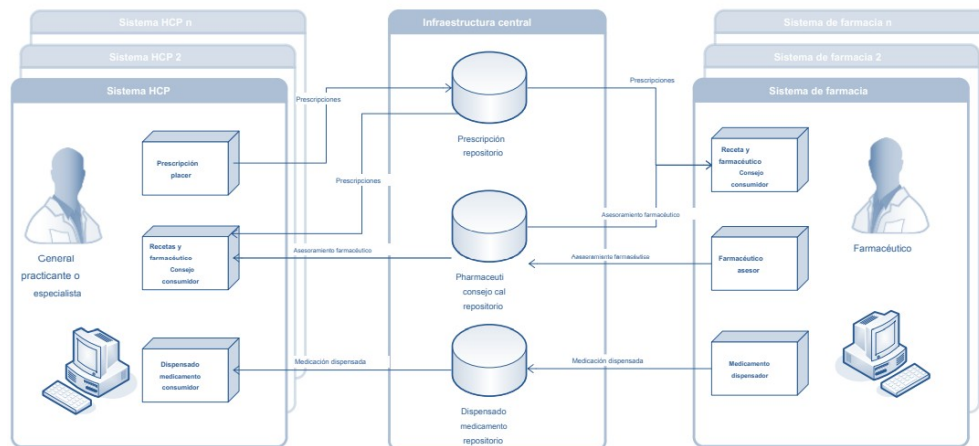 Sistema HCP n
Sistema HCP 2
Sistema HCP
Prescripción
placer
General
practicante o
especialista
Recetas y
farmacéutico
Consejo
consumidor
Dispensado
medicamento
consumidor
Prescripciones
Prescripciones
Asesoramiento farmacéutico
Medicación dispensada
Infraestructura central
Prescripción
repositorio
Pharmaceuti
consejo cal
repositorio
Dispensado
medicamento
repositorio
Prescripciones
Asesoramiento farmacéutico
Asesoramiento farmacéutico
Medicación dispensada
Sistema de farmacia n
Sistema de farmacia 2
Sistema de farmacia
Receta y
farmacéutico
Consejo
consumidor
Farmacéutico
Farmacéutico
asesor
Medicamento
dispensador